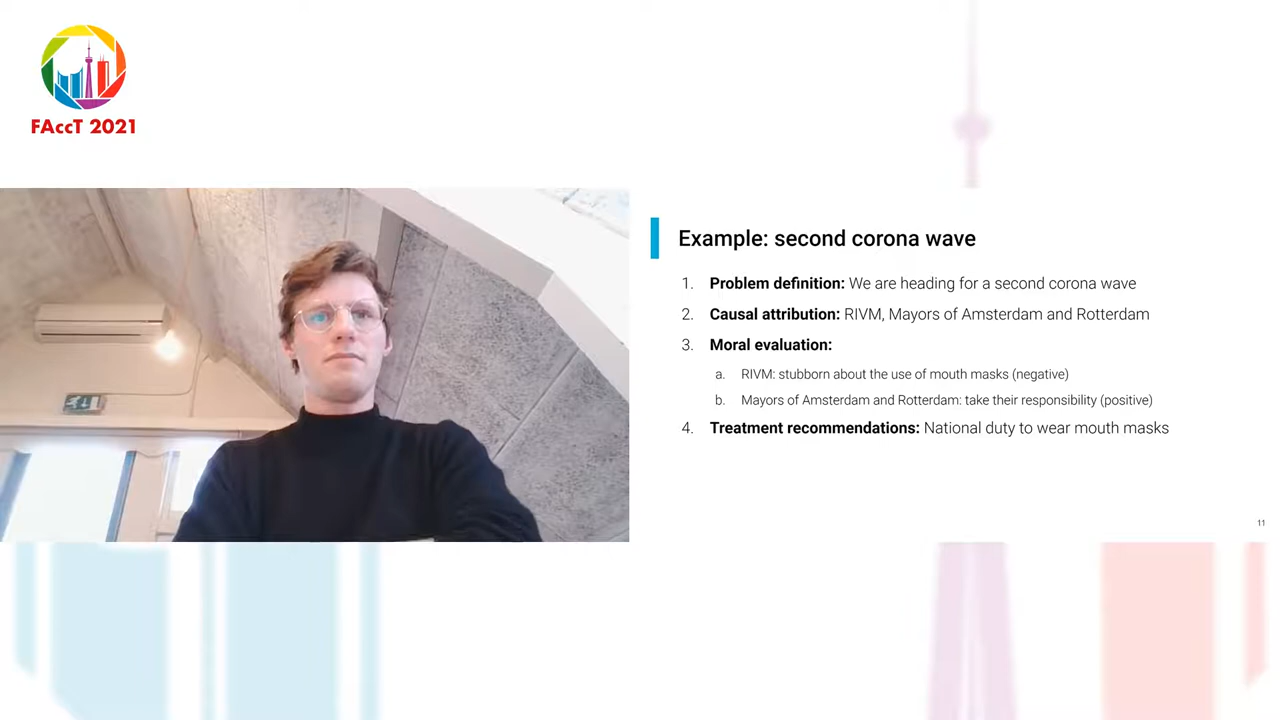 FAccT 2021
Example: second corona wave
1. Problem definition: We are heading for a second corona wave
2. Causal attribution: RIVM, Mayors of Amsterdam and Rotterdam
3. Moral evaluation:
a. RIVM: stubborn about the use of mouth masks (negative)
b. Mayors of Amsterdam and Rotterdam: take their responsibility (positive)
4. Treatment recommendations: National duty to wear mouth masks
11